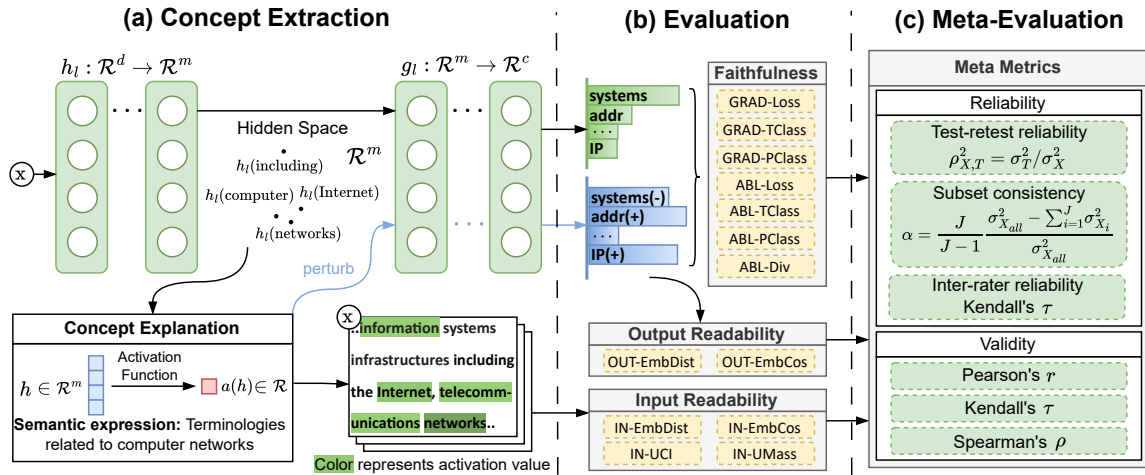 (a) Concept Extraction
h_l : R^d → R^m
...
g_l : R^m → R^c
...
Hidden Space
R^m
h_l(including)
h_l(computer)
h_l(Internet)
h_l(networks)
x
...
perturb
Concept Explanation
h ∈ R^m
Activation
Function
a(h) ∈ R
Semantic expression: Terminologies
related to computer networks
x
..information systems
infrastructures including
the Internet, telecomm-
unications networks..
Color represents activation value
(b) Evaluation
systems
addr
...
IP
systems(-)
addr(+)
...
IP(+)
Faithfulness
GRAD-Loss
GRAD-TClass
GRAD-PClass
ABL-Loss
ABL-TClass
ABL-PClass
ABL-Div
Output Readability
OUT-EmbDist
OUT-EmbCos
Input Readability
IN-EmbDist
IN-EmbCos
IN-UCI
IN-UMass
(c) Meta-Evaluation
Meta Metrics
Reliability
Test-retest reliability
ρ²_{X,T} = σ²_T/σ²_X
Subset consistency
α = J/(J − 1) (σ²_{X_{all}} − ∑^J_{i=1} σ²_{X_i})/σ²_{X_{all}}
Inter-rater reliability
Kendall's τ
Validity
Pearson's r
Kendall's τ
Spearman's ρ